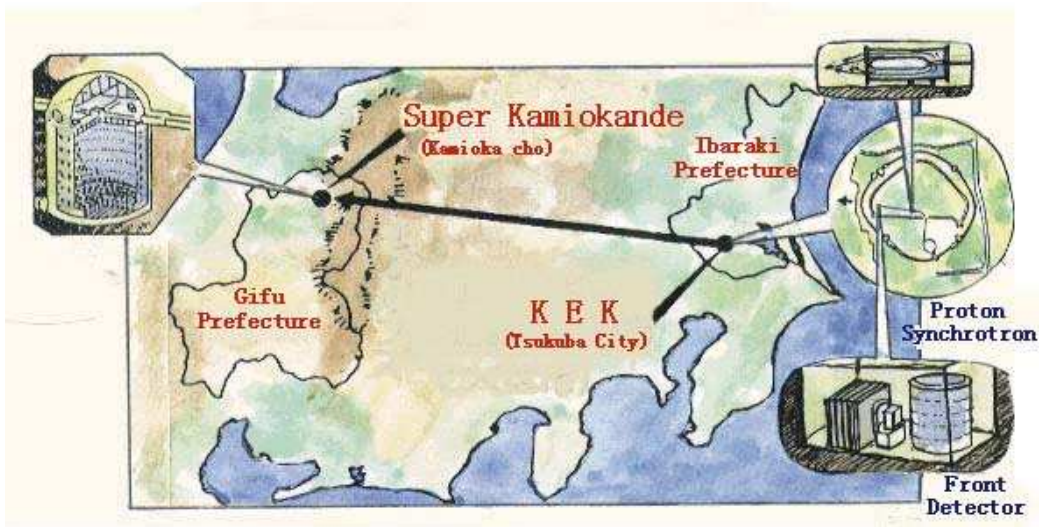 Super Kamiokande
(Kamioka cho)
Ibaraki
Prefecture
Gifu
Prefecture
K E K
(Tsukuba City)
Proton
Synchrotron
Front
Detector